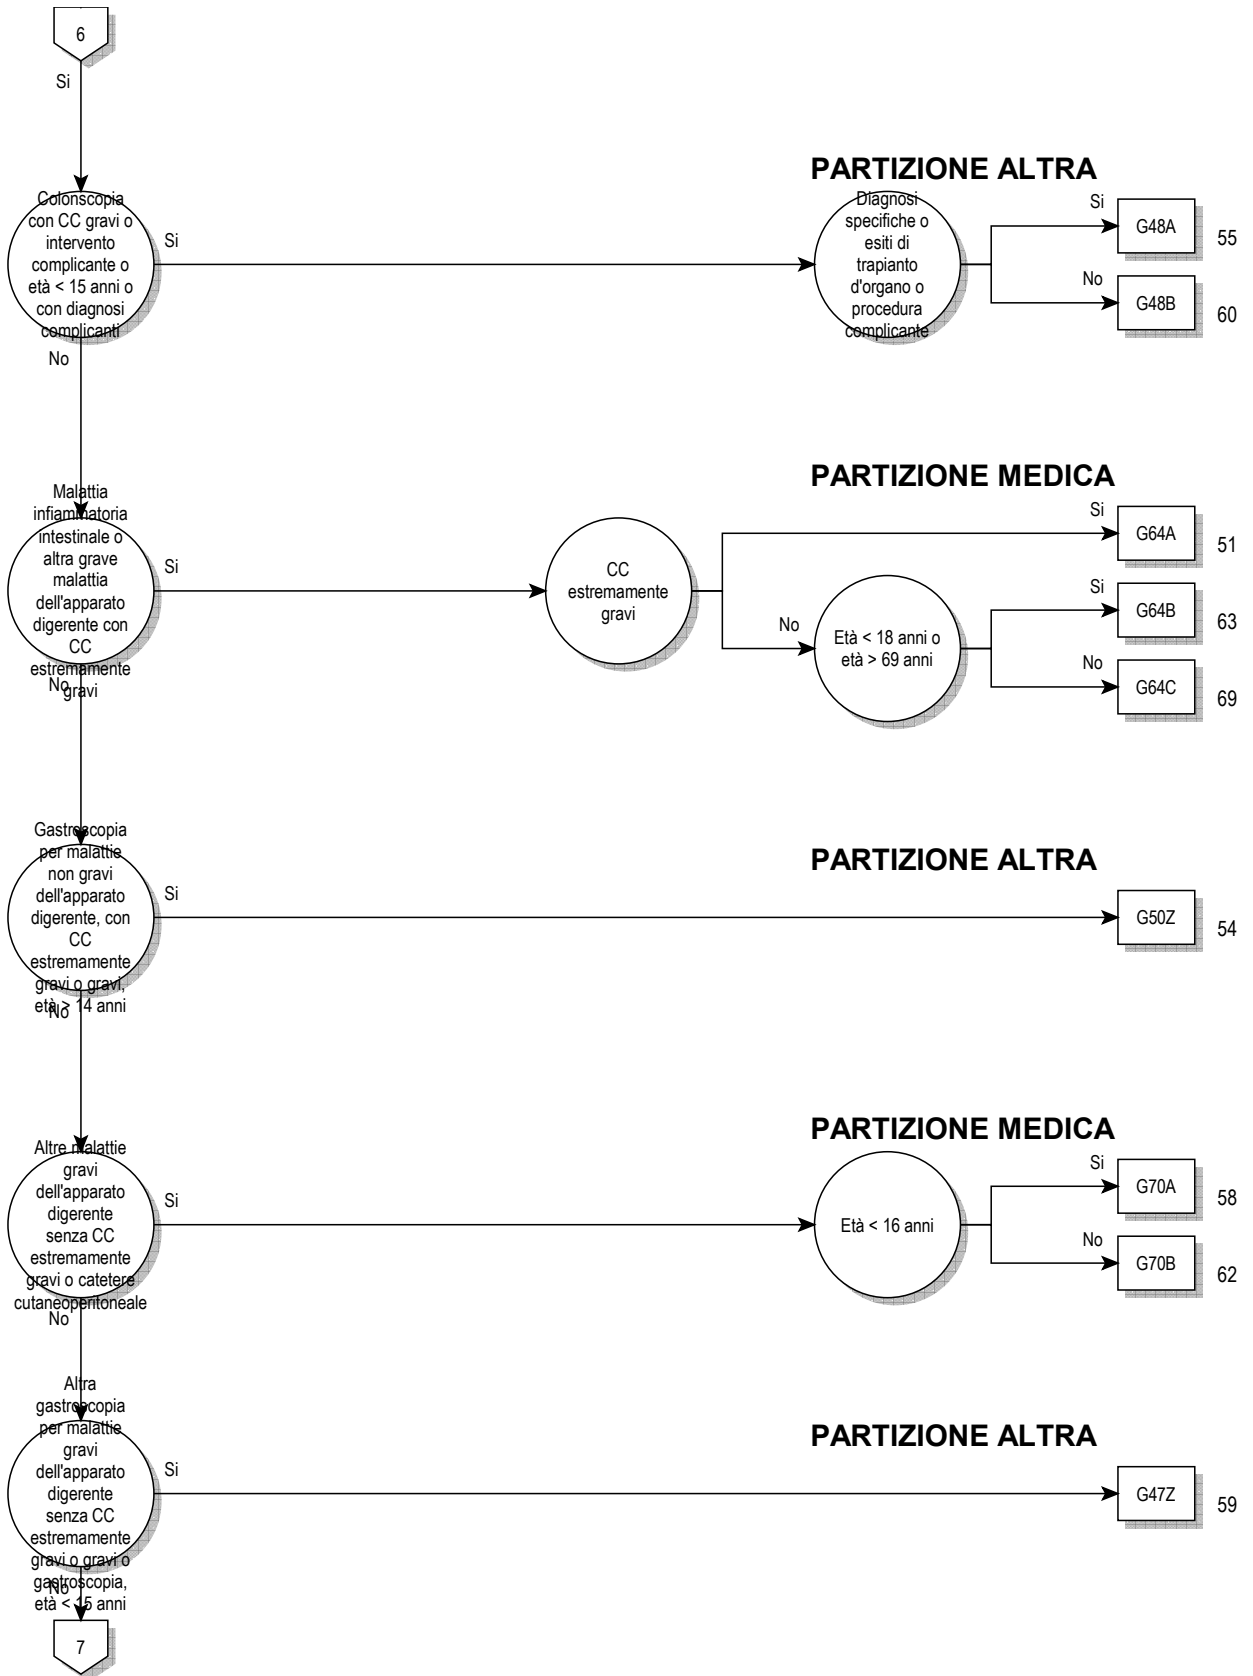 6
Si
PARTIZIONE ALTRA
Colonscopia
con CC gravi o
intervento
complicante o
età < 15 anni o
con diagnosi
complicanti
Si
Diagnosi
specifiche o
esiti di
trapianto
d'organo o
procedura
complicante
Si
G48A
55
No
G48B
60
No
PARTIZIONE MEDICA
Malattia
infiammatoria
intestinale o
altra grave
malattia
dell'apparato
digerente con
CC
estremamente
gravi
Si
CC
estremamente
gravi
Si
G64A
51
No
Età < 18 anni o
età > 69 anni
Si
G64B
63
No
G64C
69
No
PARTIZIONE ALTRA
Gastroscopia
per malattie
non gravi
dell'apparato
digerente, con
CC
estremamente
gravi o gravi,
età > 14 anni
Si
G50Z
54
No
PARTIZIONE MEDICA
Altre malattie
gravi
dell'apparato
digerente
senza CC
estremamente
gravi o catetere
cutaneoperitoneale
Si
Età < 16 anni
Si
G70A
58
No
G70B
62
No
PARTIZIONE ALTRA
Altra
gastroscopia
per malattie
gravi
dell'apparato
digerente
senza CC
estremamente
gravi o gravi o
gastroscopia,
età < 15 anni
Si
G47Z
59
No
7